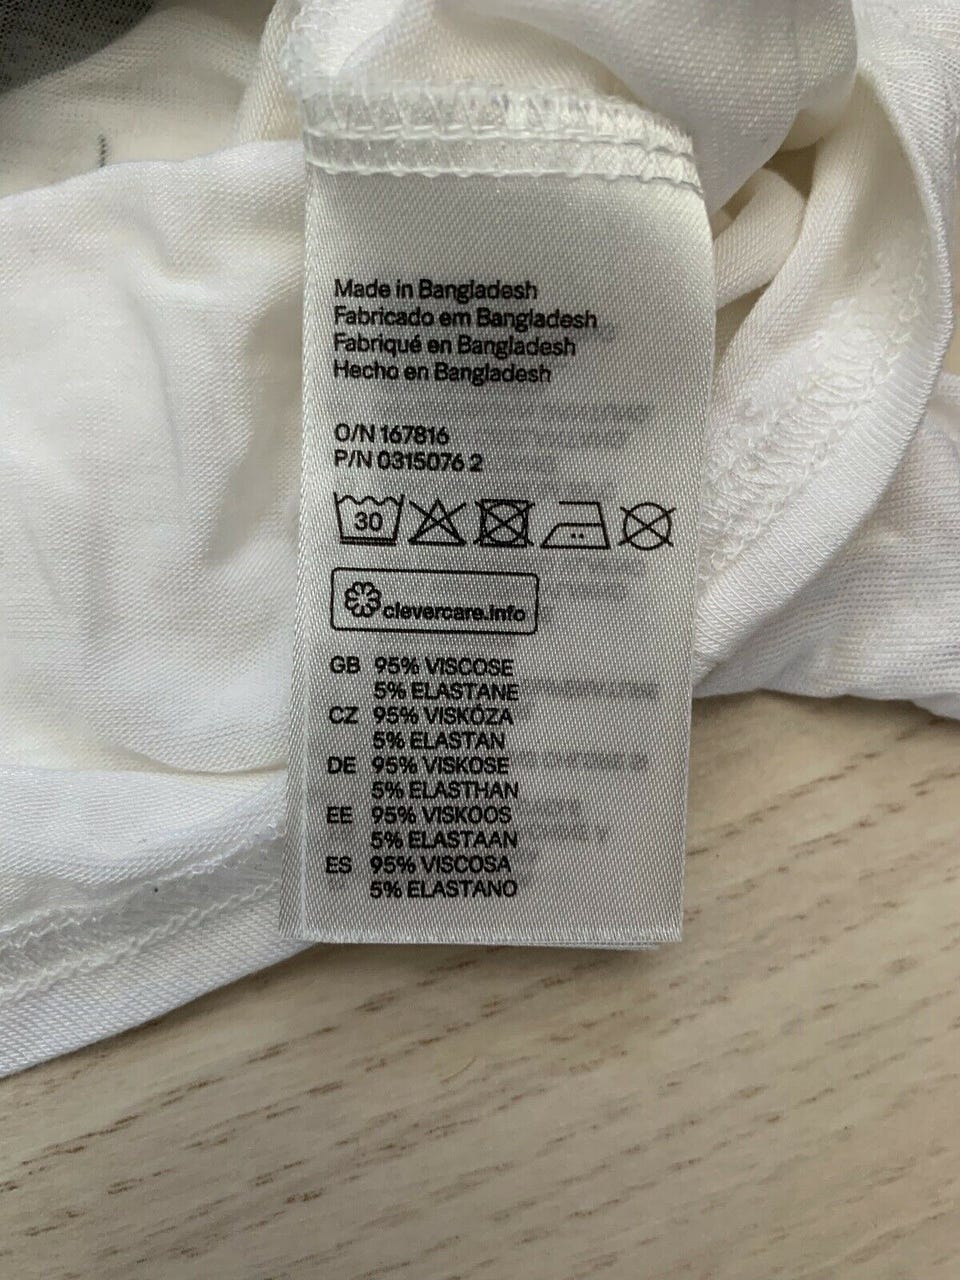 Made in Bangladesh
Fabricado em Bangladesh
Fabriqué en Bangladesh
Hecho en Bangladesh
O/N 167816
P/N 0315076 2
30
clevercare.info
GB 95% VISCOSE
5% ELASTANE
CZ 95% VISKÓZA
5% ELASTAN
DE 95% VISKOSE
5% ELASTHAN
EE 95% VISKOOS
5% ELASTAAN
ES 95% VISCOSA
5% ELASTANO